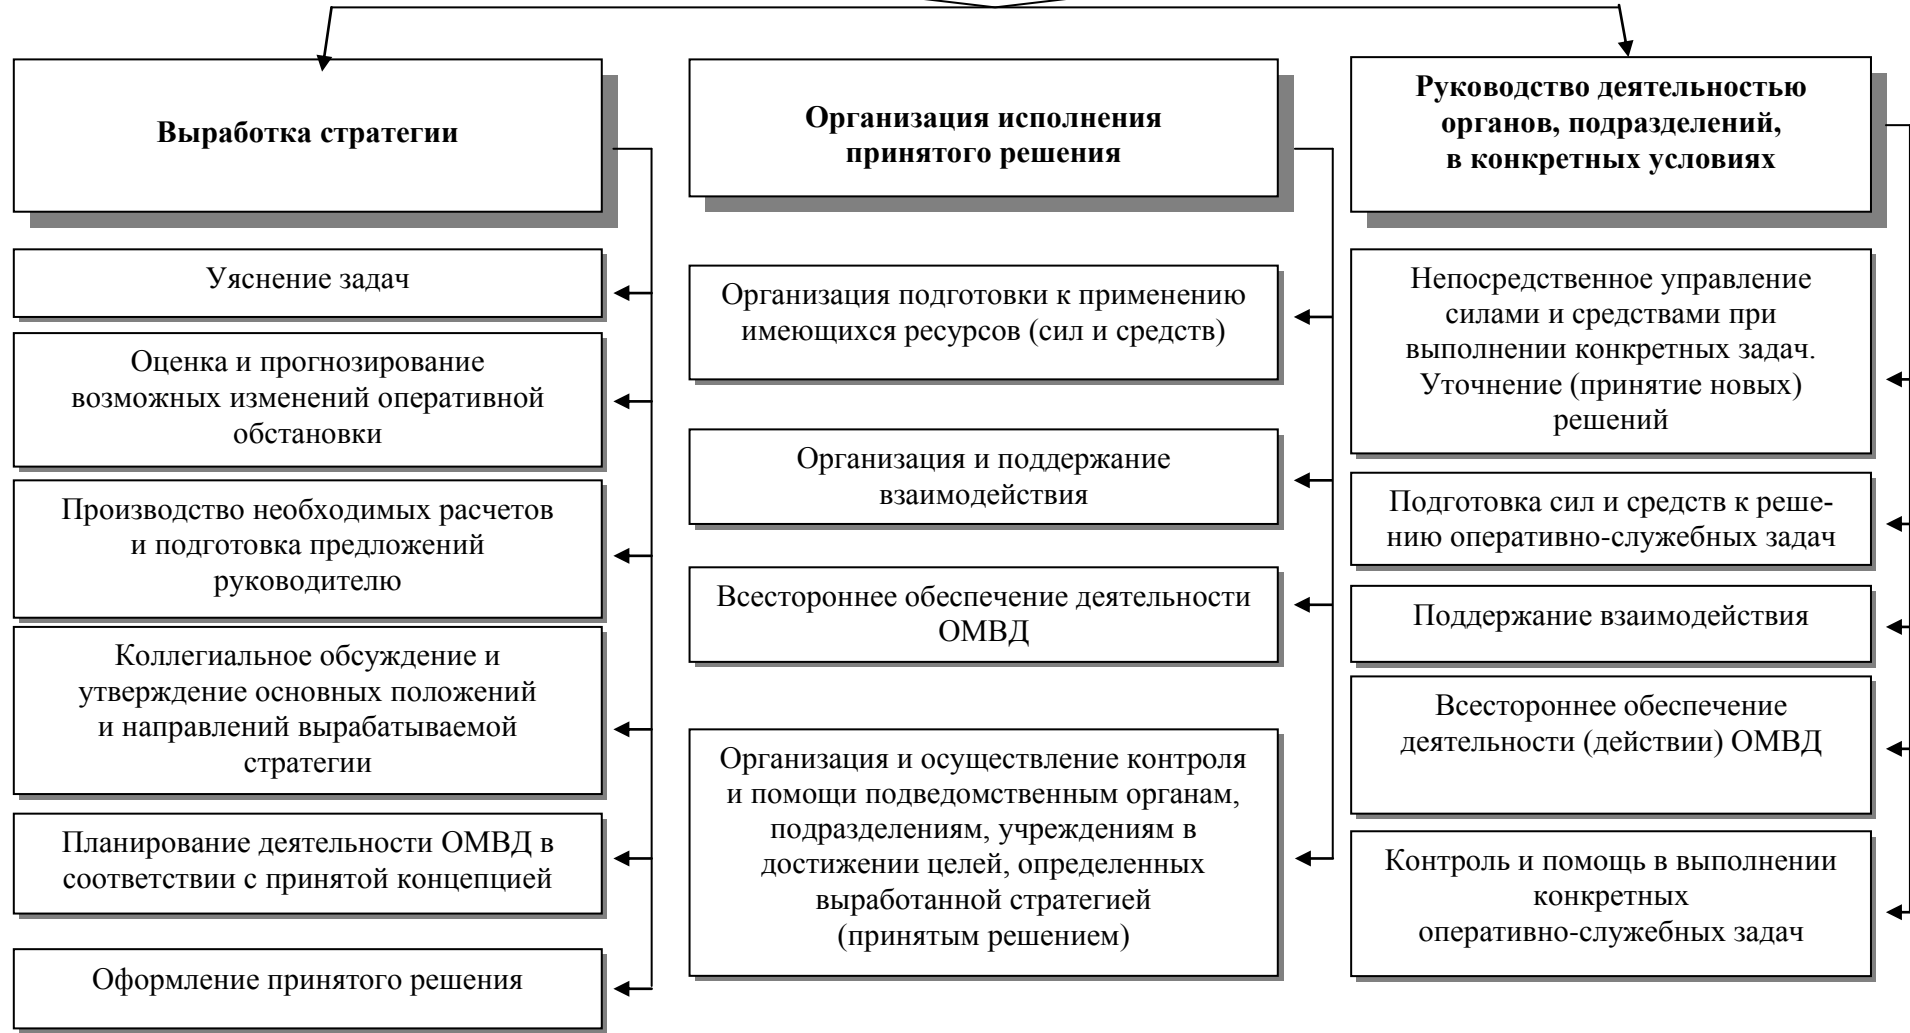 Выработка стратегии
Уяснение задач
Оценка и прогнозирование
возможных изменений оперативной
обстановки
Производство необходимых расчетов
и подготовка предложений
руководителю
Коллегиальное обсуждение и
утверждение основных положений
и направлений вырабатываемой
стратегии
Планирование деятельности ОМВД в
соответствии с принятой концепцией
Оформление принятого решения
Организация исполнения
принятого решения
Организация подготовки к применению
имеющихся ресурсов (сил и средств)
Организация и поддержание
взаимодействия
Всестороннее обеспечение деятельности
ОМВД
Организация и осуществление контроля
и помощи подведомственным органам,
подразделениям, учреждениям в
достижении целей, определенных
выработанной стратегией
(принятым решением)
Руководство деятельностью
органов, подразделений,
в конкретных условиях
Непосредственное управление
силами и средствами при
выполнении конкретных задач.
Уточнение (принятие новых)
решений
Подготовка сил и средств к реше-
нию оперативно-служебных задач
Поддержание взаимодействия
Всестороннее обеспечение
деятельности (действии) ОМВД
Контроль и помощь в выполнении
конкретных
оперативно-служебных задач